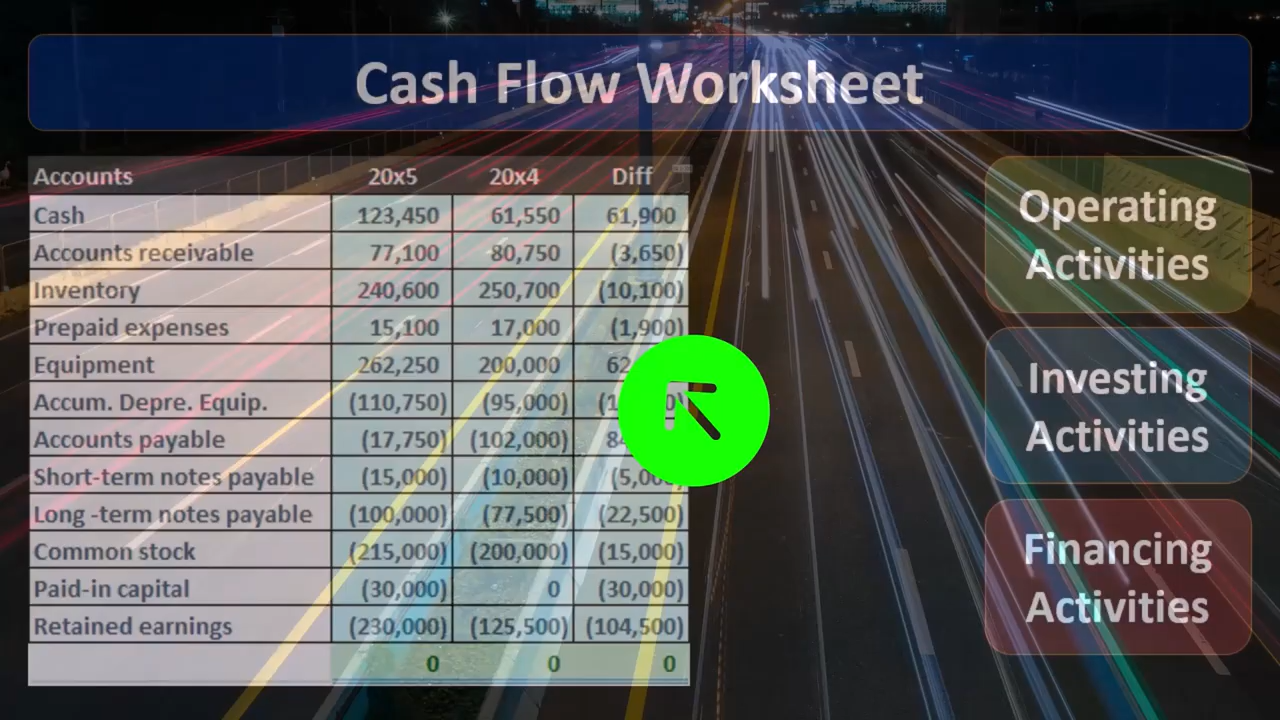 Cash Flow Worksheet
Accounts 20x5 20x4 Diff
Cash 123,450 61,550 61,900
Accounts receivable 77,100 80,750 (3,650)
Inventory 240,600 250,700 (10,100)
Prepaid expenses 15,100 17,000 (1,900)
Equipment 262,250 200,000
Accum. Depre. Equip. (110,750) (95,000)
Accounts payable (17,750) (102,000)
Short-term notes payable (15,000) (10,000)
Long -term notes payable (100,000) (77,500) (22,500)
Common stock (215,000) (200,000) (15,000)
Paid-in capital (30,000) 0 (30,000)
Retained earnings (230,000) (125,500) (104,500)
0 0 0
Operating
Activities
Investing
Activities
Financing
Activities